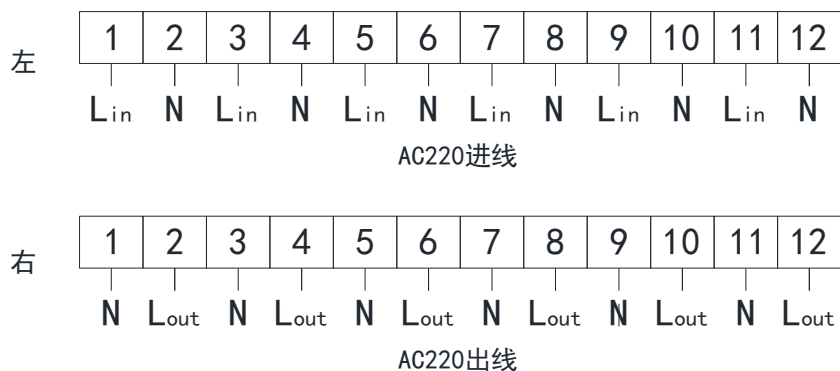 左 1 2 3 4 5 6 7 8 9 10 11 12
Lin N Lin N Lin N Lin N Lin N Lin N
AC220进线
右 1 2 3 4 5 6 7 8 9 10 11 12
N Lout N Lout N Lout N Lout N Lout N Lout
AC220出线